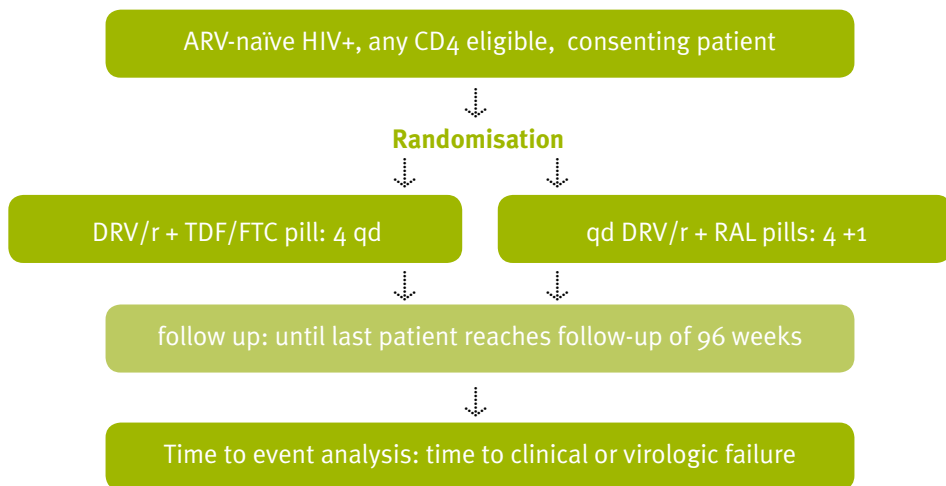 ARV-naïve HIV+, any CD4 eligible, consenting patient
Randomisation
DRV/r + TDF/FTC pill: 4 qd
qd DRV/r + RAL pills: 4 +1
follow up: until last patient reaches follow-up of 96 weeks
Time to event analysis: time to clinical or virologic failure